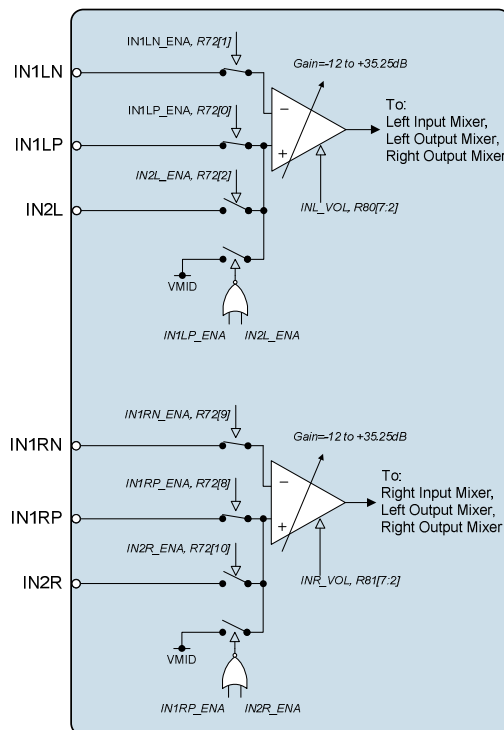 IN1LN_ENA, R72[1]
Gain=-12 to +35.25dB
IN1LN
IN1LP_ENA, R72[0]
To:
Left Input Mixer,
Left Output Mixer,
Right Output Mixer
IN1LP
IN2L_ENA, R72[2]
IN2L
INL_VOL, R80[7:2]
VMID
IN1LP_ENA IN2L_ENA
IN1RN_ENA, R72[9]
Gain=-12 to +35.25dB
IN1RN
IN1RP_ENA, R72[8]
To:
Right Input Mixer,
Left Output Mixer,
Right Output Mixer
IN1RP
IN2R_ENA, R72[10]
IN2R
INR_VOL, R81[7:2]
VMID
IN1RP_ENA IN2R_ENA